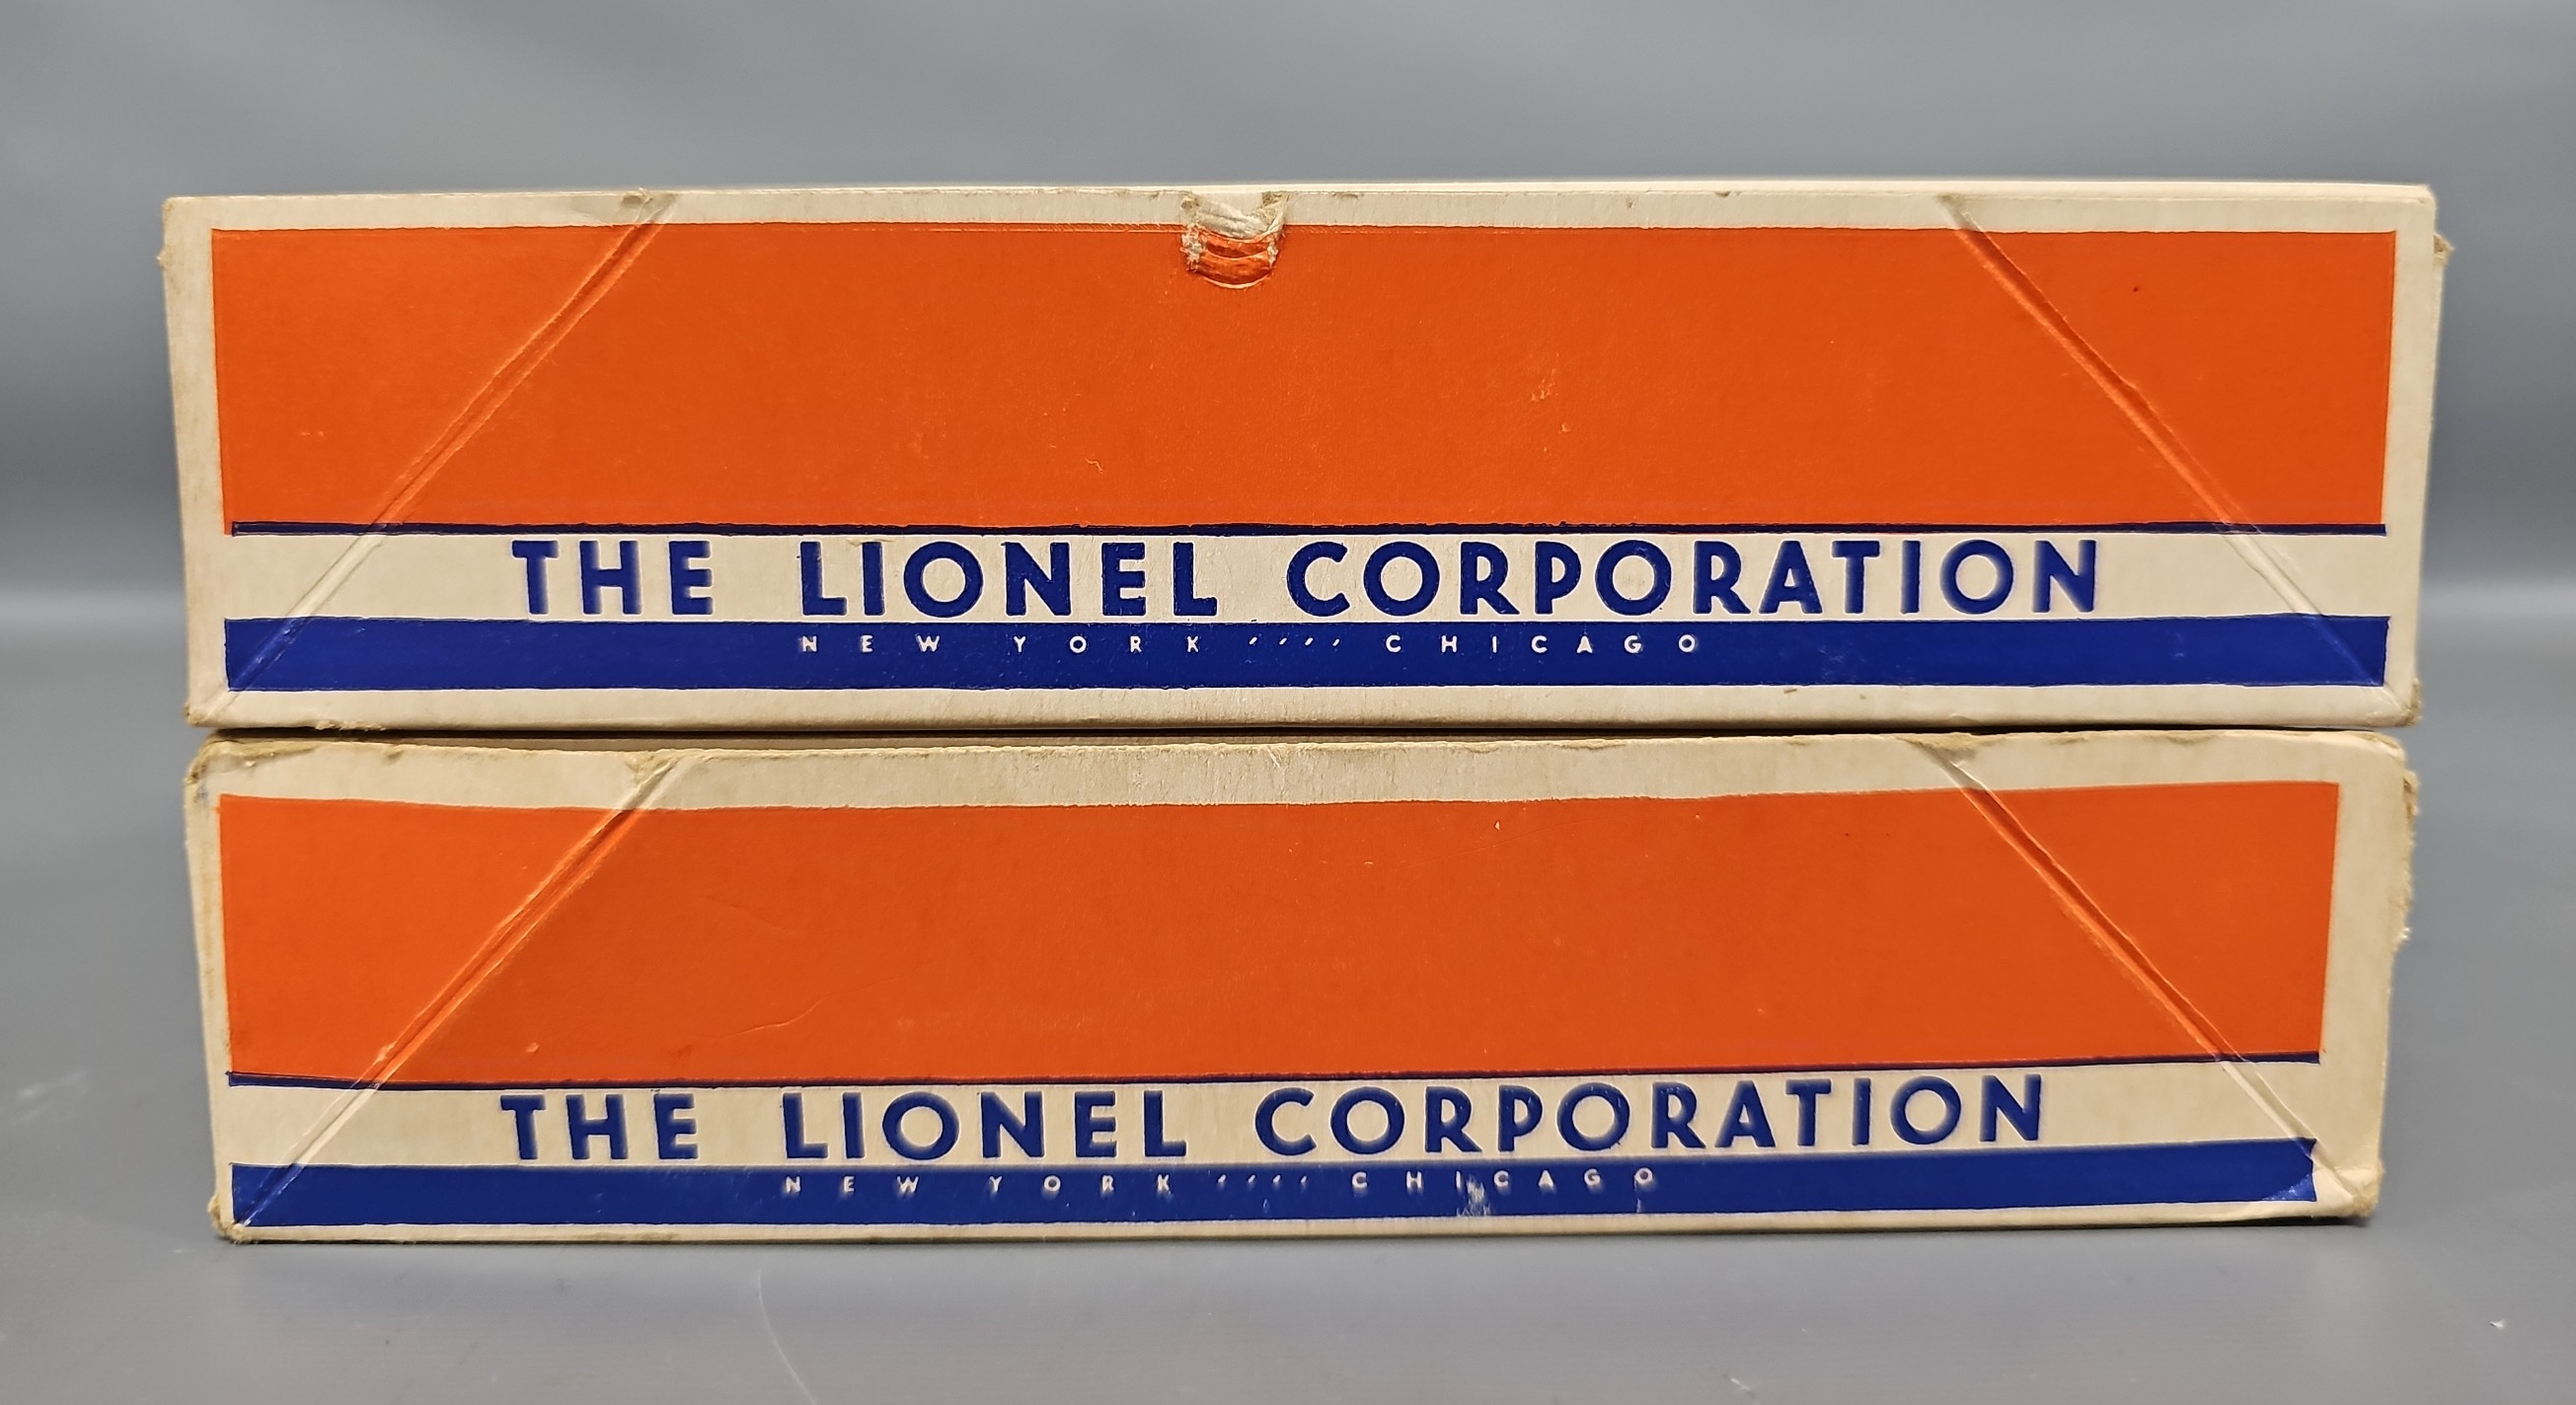 THE LIONEL CORPORATION
NEW YORK ,,,, CHICAGO
THE LIONEL CORPORATION
NEW YORK ,,,, CHICAGO